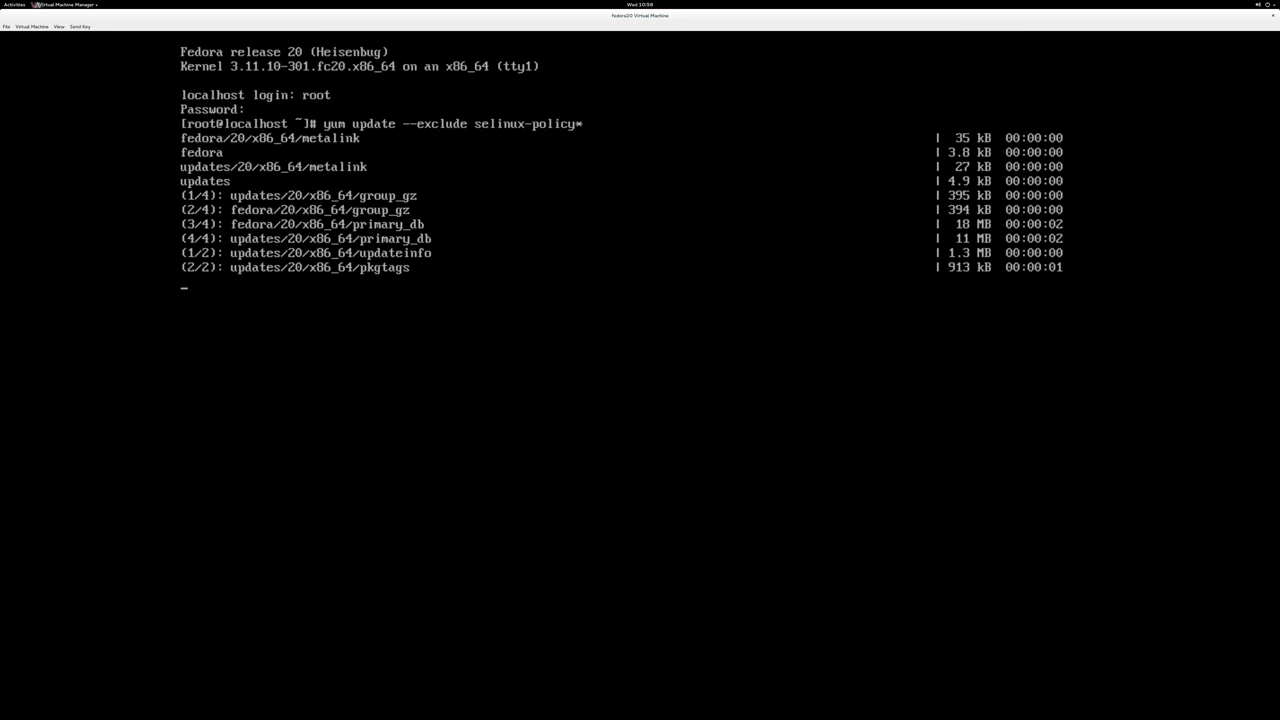 Activities Virtual Machine Manager Wed 10:58
Fedora20 Virtual Machine ×
File Virtual Machine View Send Key
Fedora release 20 (Heisenbug)
Kernel 3.11.10-301.fc20.x86_64 on an x86_64 (tty1)
localhost login: root
Password:
[root@localhost ~]# yum update --exclude selinux-policy*
fedora/20/x86_64/metalink | 35 kB 00:00:00
fedora | 3.8 kB 00:00:00
updates/20/x86_64/metalink | 27 kB 00:00:00
updates | 4.9 kB 00:00:00
(1/4): updates/20/x86_64/group_gz | 395 kB 00:00:00
(2/4): fedora/20/x86_64/group_gz | 394 kB 00:00:00
(3/4): fedora/20/x86_64/primary_db | 18 MB 00:00:02
(4/4): updates/20/x86_64/primary_db | 11 MB 00:00:02
(1/2): updates/20/x86_64/updateinfo | 1.3 MB 00:00:00
(2/2): updates/20/x86_64/pkgtags | 913 kB 00:00:01